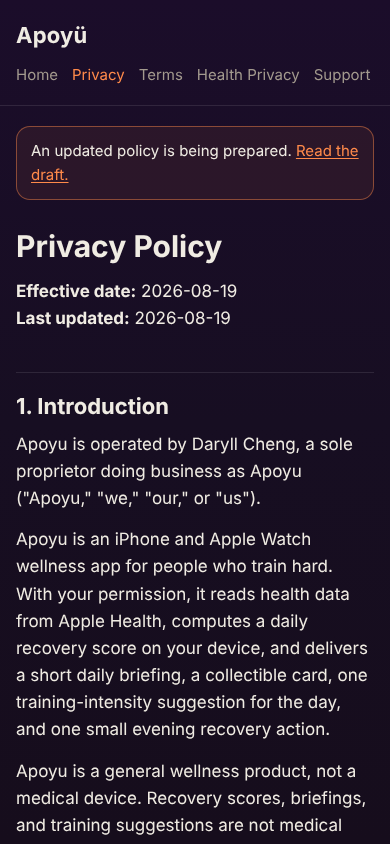 Apoyü
Home Privacy Terms Health Privacy Support
An updated policy is being prepared. Read the
draft.
Privacy Policy
Effective date: 2026-08-19
Last updated: 2026-08-19
1. Introduction
Apoyu is operated by Daryll Cheng, a sole
proprietor doing business as Apoyu
("Apoyu," "we," "our," or "us").
Apoyu is an iPhone and Apple Watch
wellness app for people who train hard.
With your permission, it reads health data
from Apple Health, computes a daily
recovery score on your device, and delivers
a short daily briefing, a collectible card, one
training-intensity suggestion for the day,
and one small evening recovery action.
Apoyu is a general wellness product, not a
medical device. Recovery scores, briefings,
and training suggestions are not medical